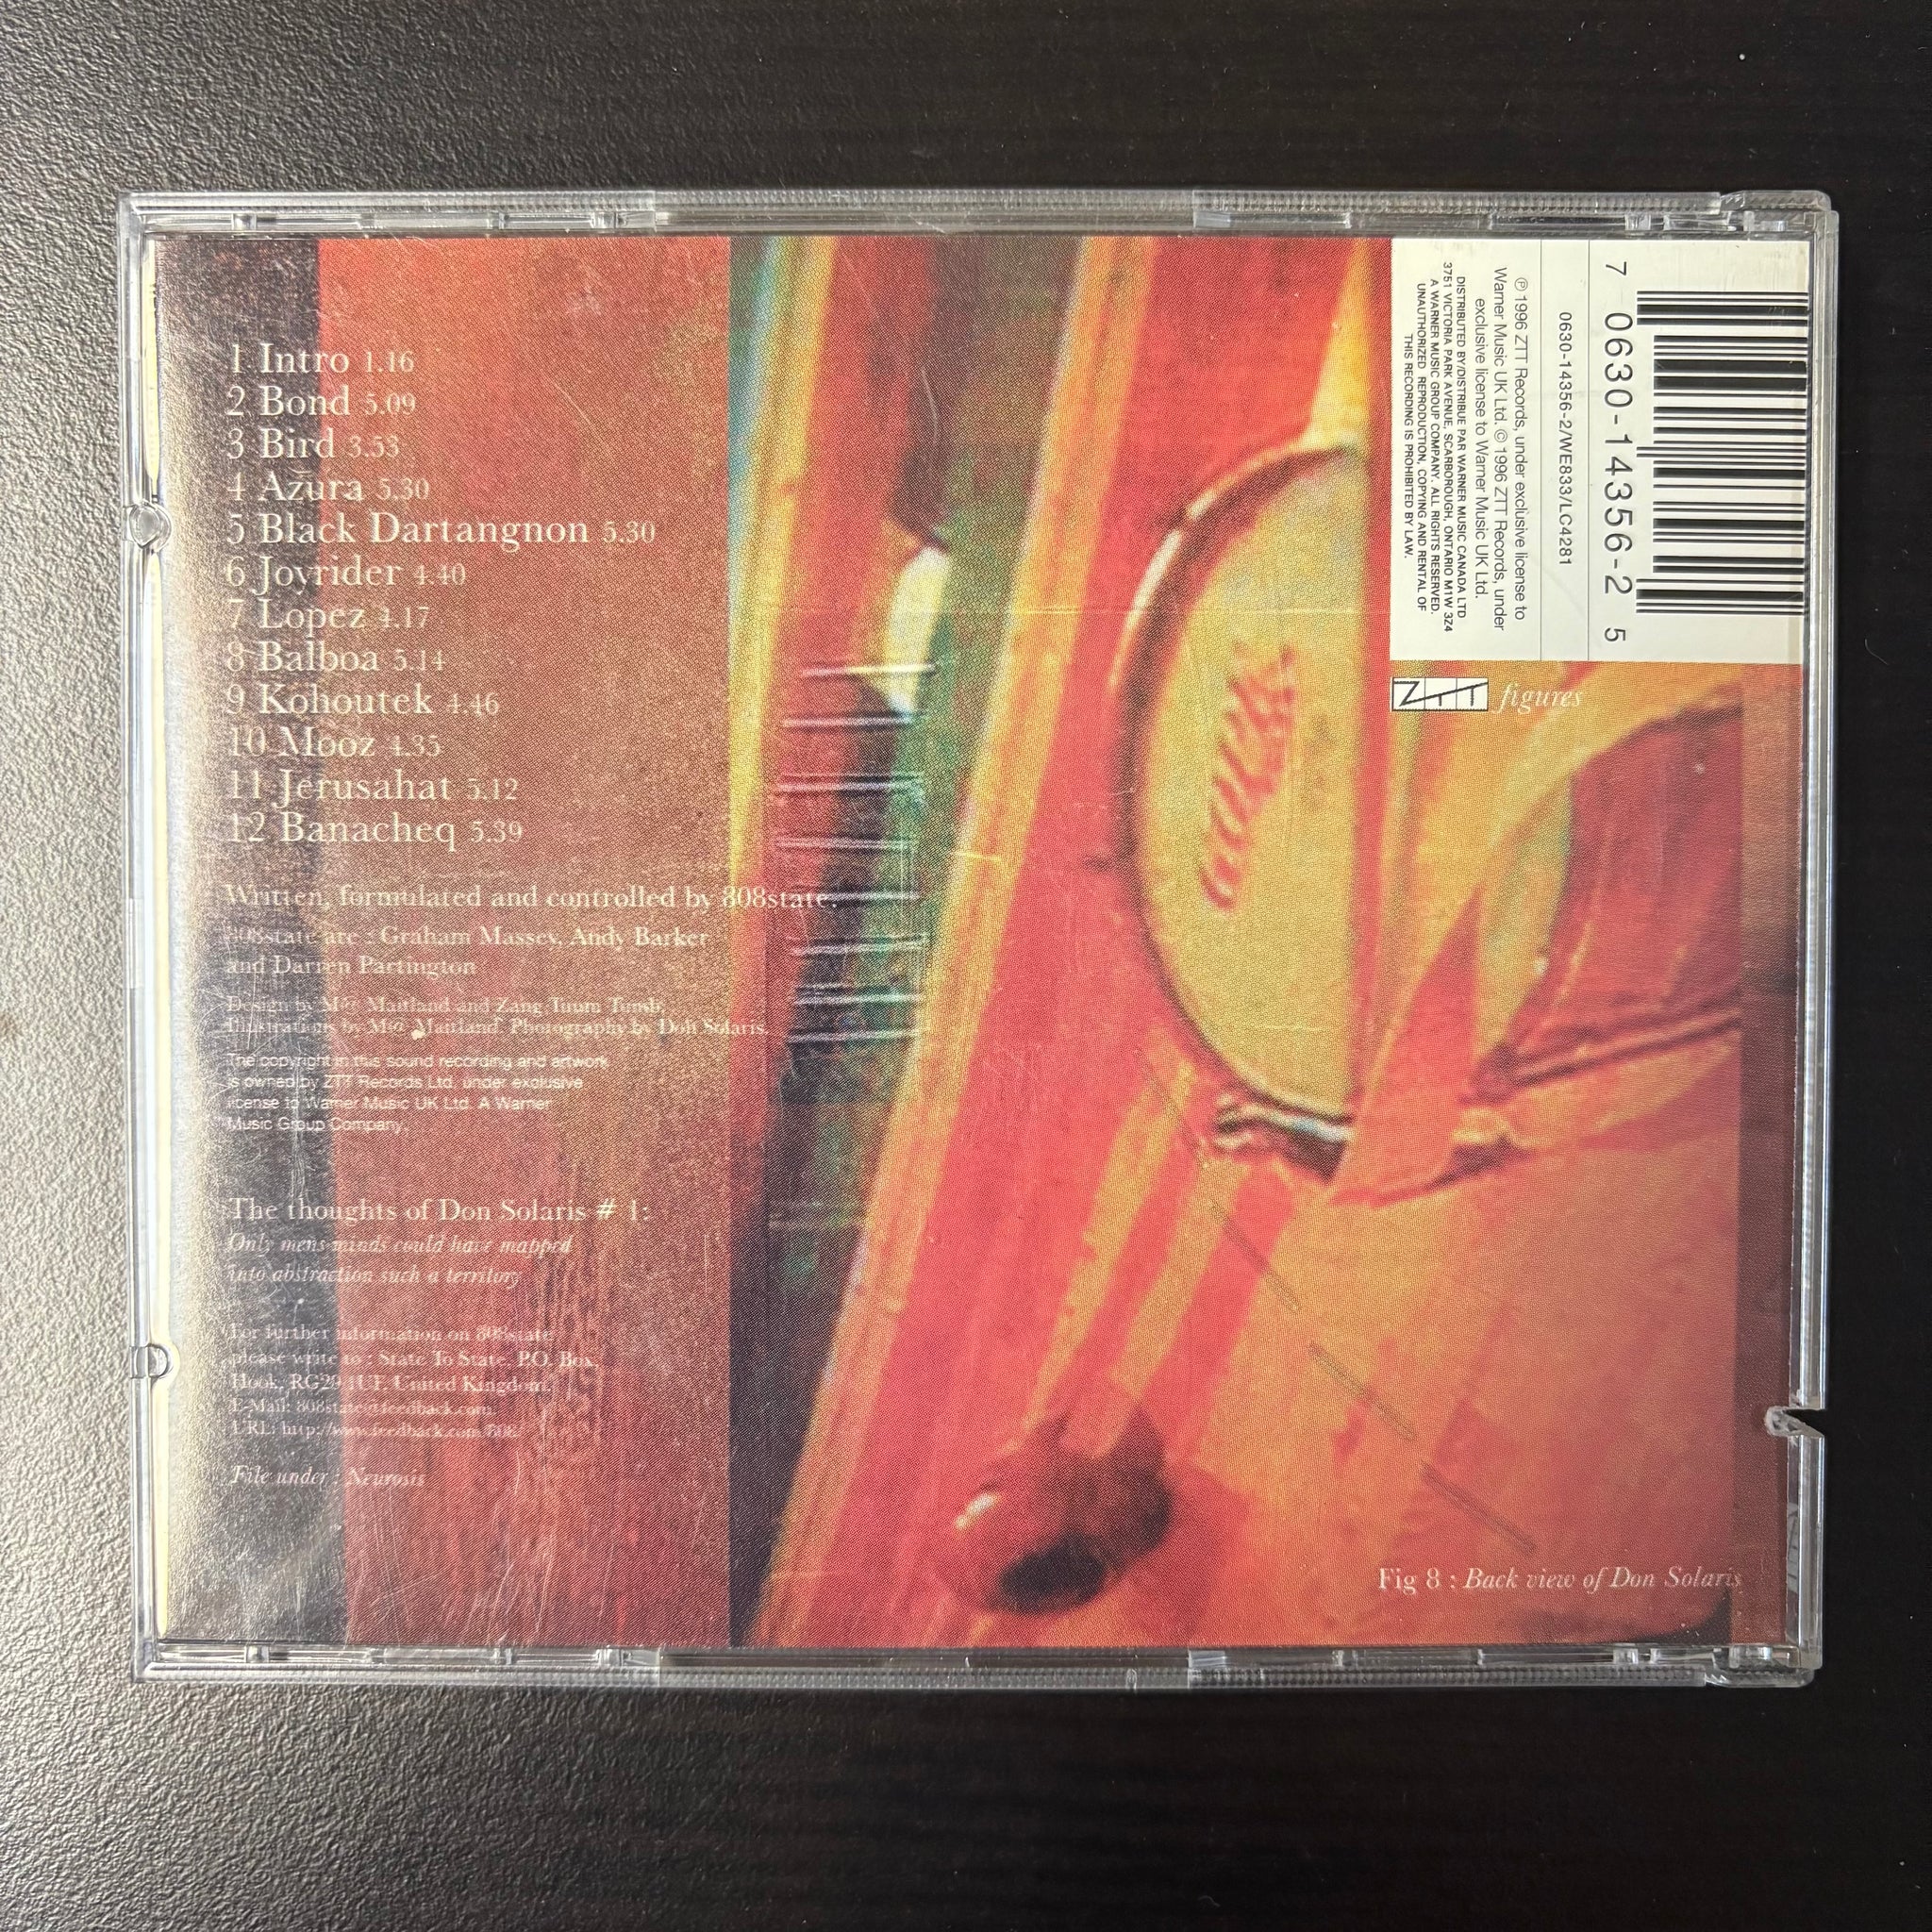 1 Intro 1.16
2 Bond 5.09
3 Bird 3.53
4 Azura 5.30
5 Black Dartangnon 5.30
6 Joyrider 4.40
7 Lopez 4.17
8 Balboa 5.14
9 Kohoutek 4.46
10 Mooz 4.35
11 Jerusahat 5.12
12 Banacheq 5.39
Written, formulated and controlled by 808state.
808state are : Graham Massey, Andy Barker
and Darren Partington
Design by M@ Maitland and Zang Tuum Tumb,
Illustrations by M@ Maitland. Photography by Don Solaris.
The copyright in this sound recording and artwork
is owned by ZTT Records Ltd. under exclusive
license to Warner Music UK Ltd. A Warner
Music Group Company.
The thoughts of Don Solaris # 1:
Only mens minds could have mapped
into abstraction such a territory
For further information on 808state
please write to : State To State, P.O. Box,
Hook, RG29 1UT, United Kingdom.
E-Mail: 808state@feedback.com.
URL: http://www.feedback.com/808/
File under : Neurosis
7 0630-14356-2 5
0630-14356-2/WE833/LC4281
℗ 1996 ZTT Records, under exclusive license to
Warner Music UK Ltd. © 1996 ZTT Records, under
exclusive license to Warner Music UK Ltd.
DISTRIBUTED BY/DISTRIBUE PAR WARNER MUSIC CANADA LTD
3751 VICTORIA PARK AVENUE, SCARBOROUGH, ONTARIO M1W 3Z4
A WARNER MUSIC GROUP COMPANY. ALL RIGHTS RESERVED.
UNAUTHORIZED REPRODUCTION, COPYING AND RENTAL OF
THIS RECORDING IS PROHIBITED BY LAW.
ZTT figures
Fig 8 : Back view of Don Solaris